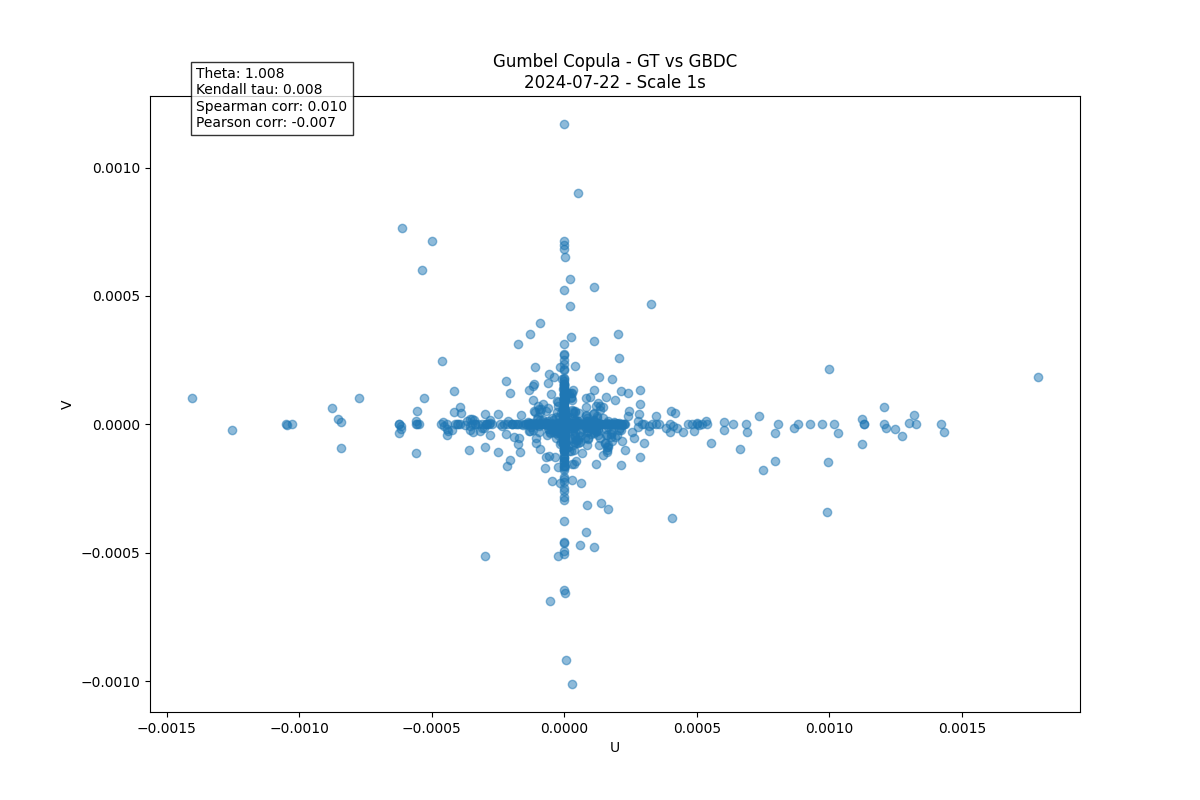 Gumbel Copula - GT vs GBDC
2024-07-22 - Scale 1s
Theta: 1.008
Kendall tau: 0.008
Spearman corr: 0.010
Pearson corr: -0.007
V
0.0010
0.0005
0.0000
−0.0005
−0.0010
−0.0015
−0.0010
−0.0005
0.0000
0.0005
0.0010
0.0015
U